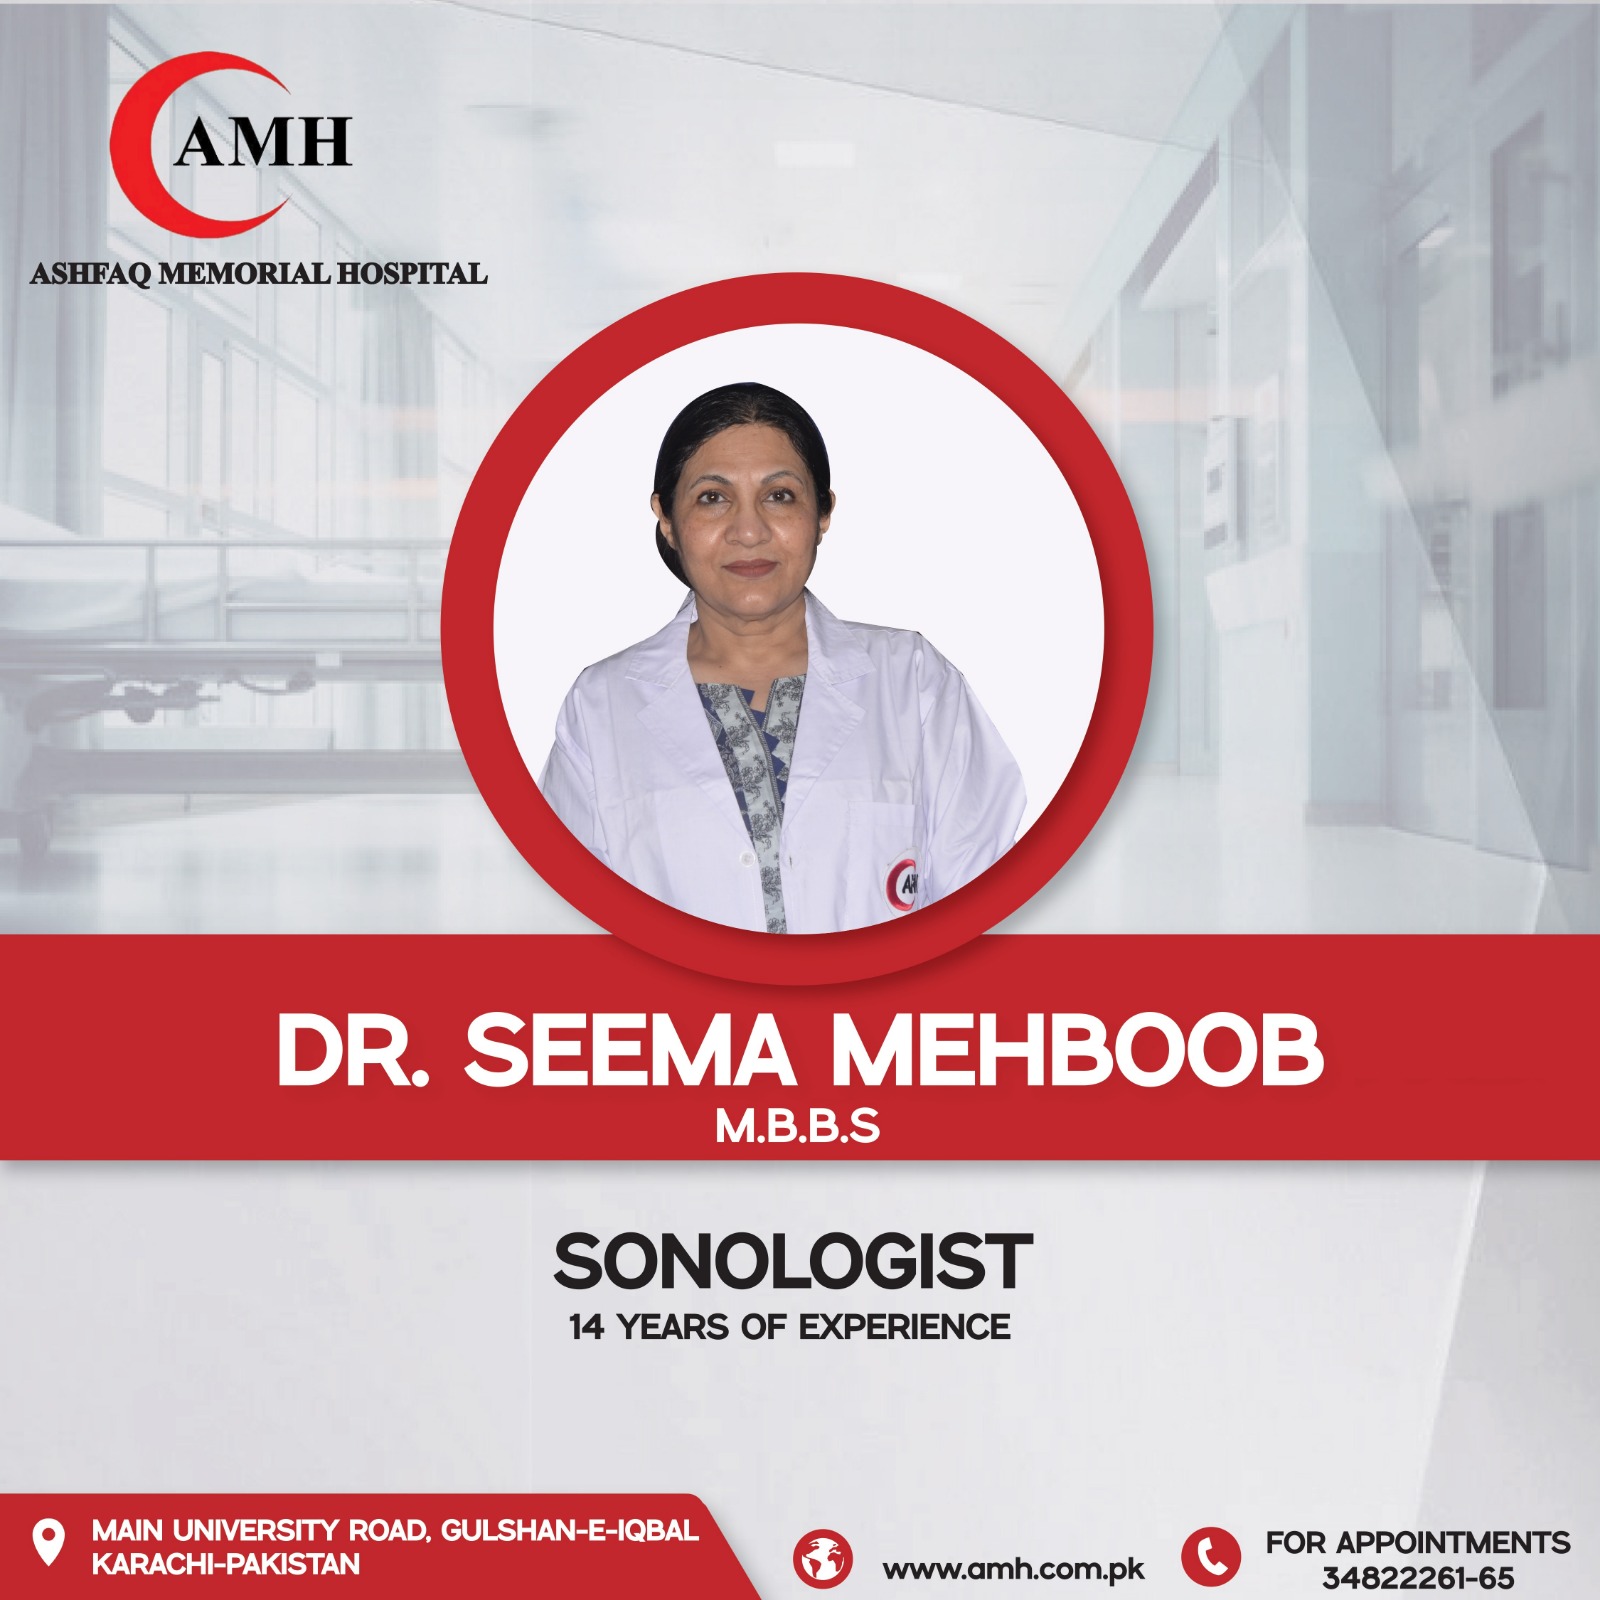 AMH
ASHFAQ MEMORIAL HOSPITAL
DR. SEEMA MEHBOOB
M.B.B.S
SONOLOGIST
14 YEARS OF EXPERIENCE
MAIN UNIVERSITY ROAD, GULSHAN-E-IQBAL
KARACHI-PAKISTAN
www.amh.com.pk
FOR APPOINTMENTS
34822261-65